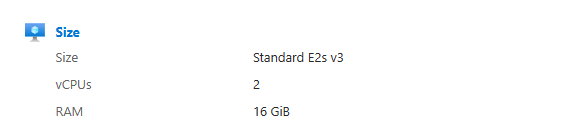 Size
Size Standard E2s v3
vCPUs 2
RAM 16 GiB